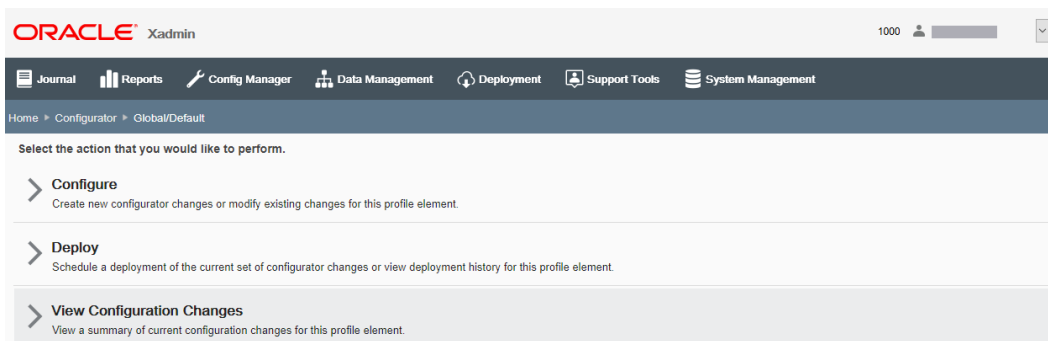 ORACLE® Xadmin 1000
Journal Reports Config Manager Data Management Deployment Support Tools System Management
Home ▸ Configurator ▸ Global/Default
Select the action that you would like to perform.
Configure
Create new configurator changes or modify existing changes for this profile element.
Deploy
Schedule a deployment of the current set of configurator changes or view deployment history for this profile element.
View Configuration Changes
View a summary of current configuration changes for this profile element.